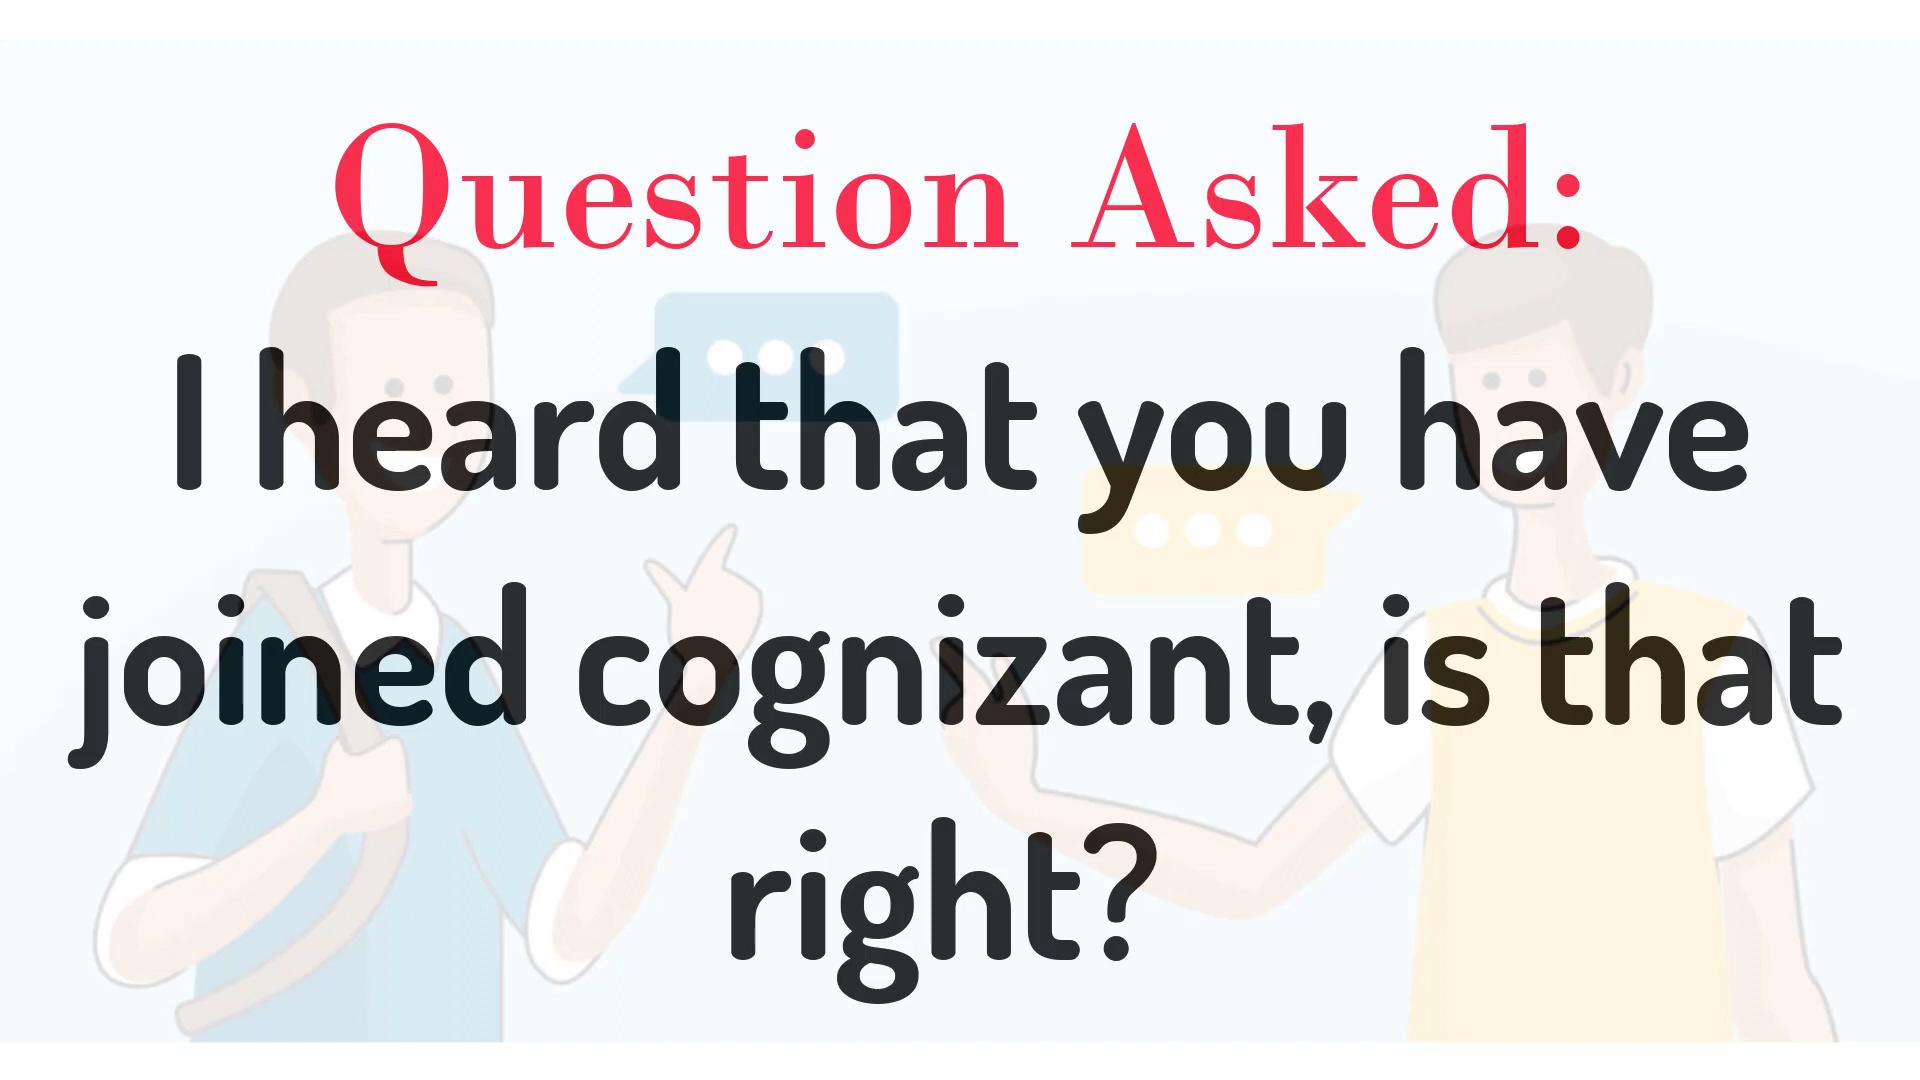 Question Asked:
I heard that you have
joined cognizant, is that
right?